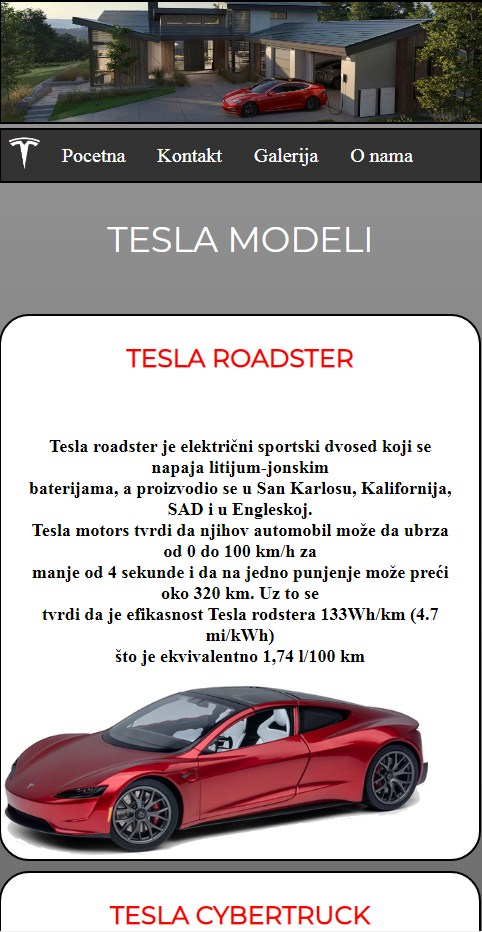 Pocetna Kontakt Galerija O nama
TESLA MODELI
TESLA ROADSTER
Tesla roadster je električni sportski dvosed koji se
napaja litijum-jonskim
baterijama, a proizvodio se u San Karlosu, Kalifornija,
SAD i u Engleskoj.
Tesla motors tvrdi da njihov automobil može da ubrza
od 0 do 100 km/h za
manje od 4 sekunde i da na jedno punjenje može preći
oko 320 km. Uz to se
tvrdi da je efikasnost Tesla rodstera 133Wh/km (4.7
mi/kWh)
što je ekvivalentno 1,74 l/100 km
TESLA CYBERTRUCK